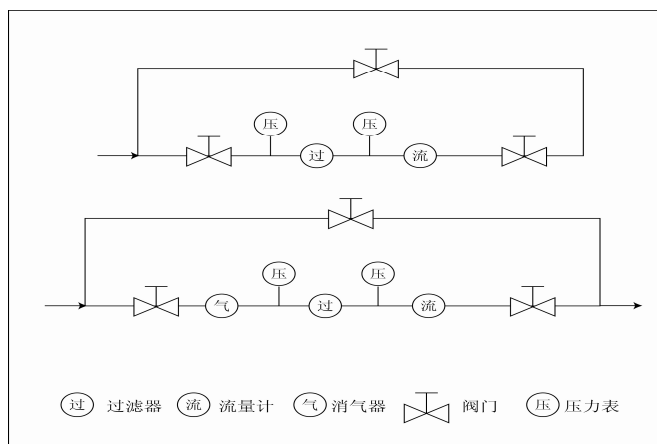 压 压
过 流
压 压
气 过 流
过 过滤器 流 流量计 气 消气器 阀门 压 压力表